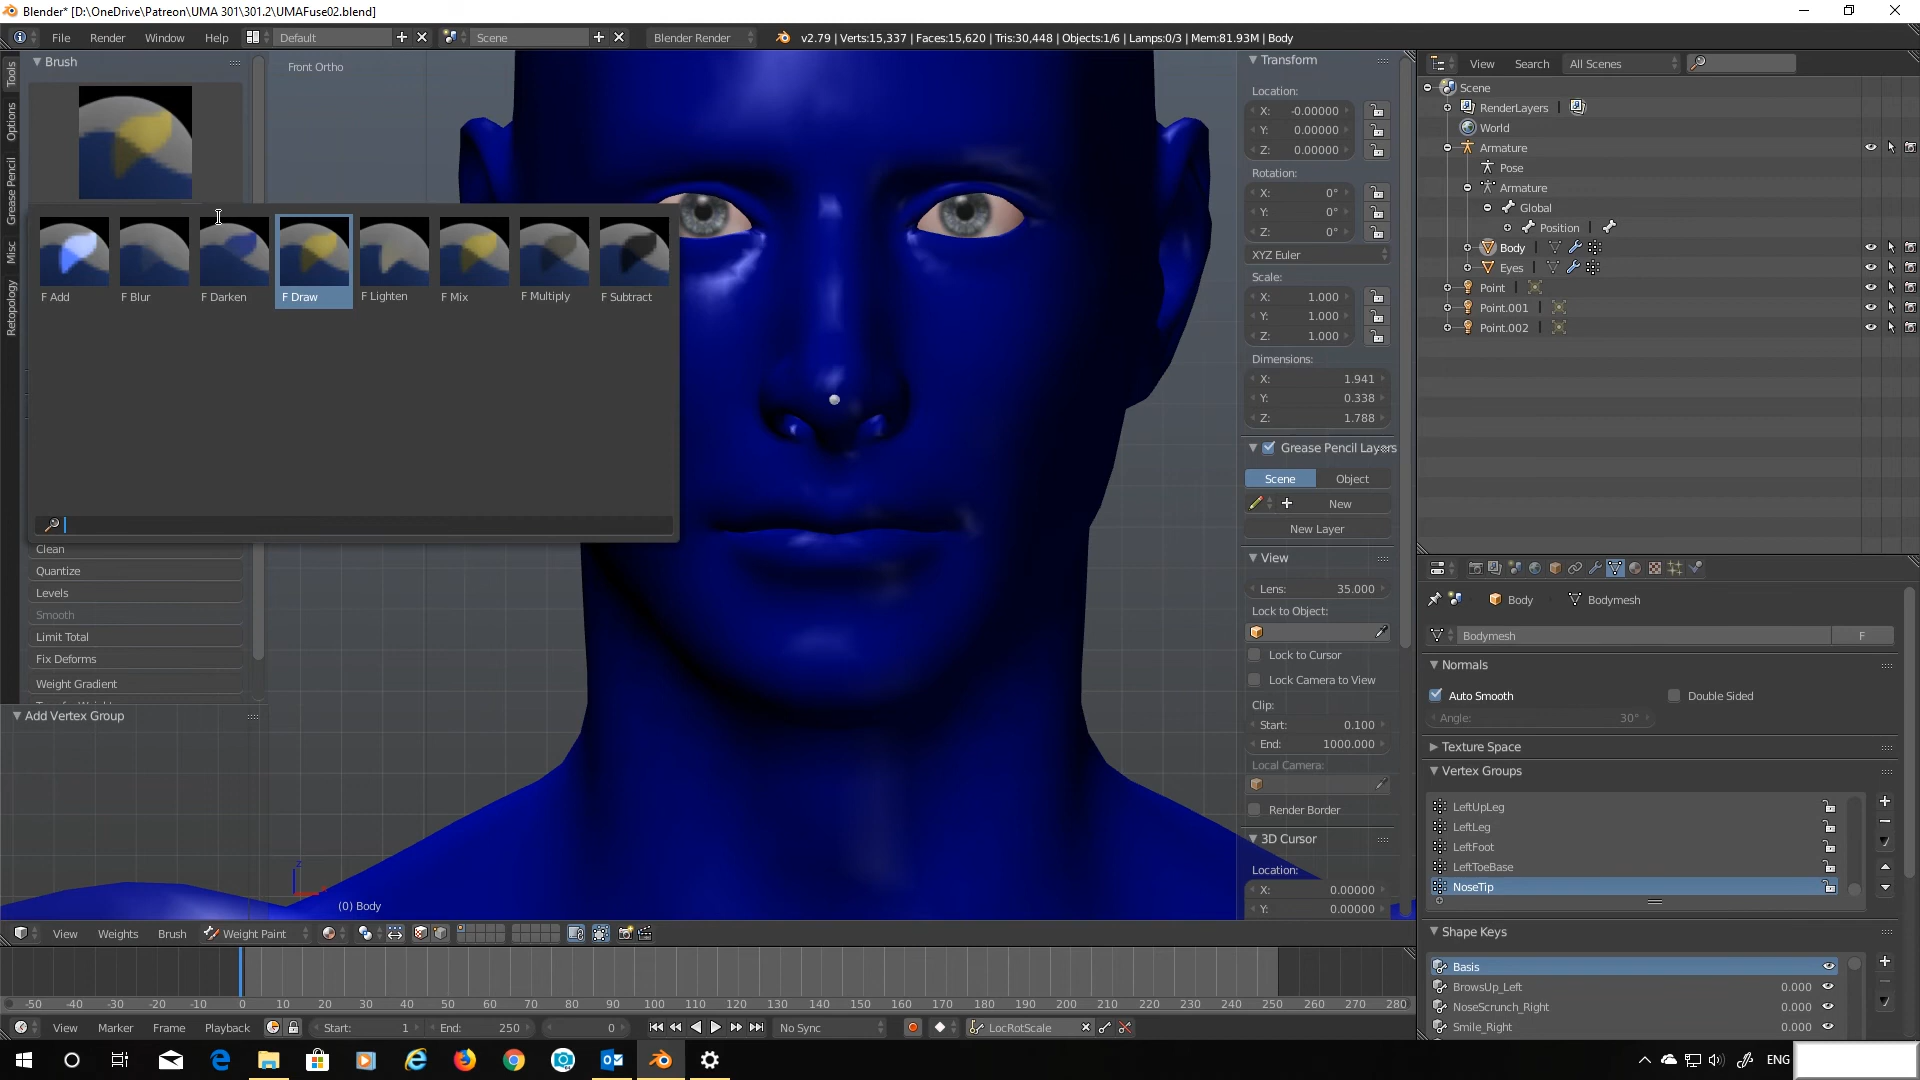 Blender* [D:\OneDrive\Patreon\UMA 301\301.2\UMAFuse02.blend]
File Render Window Help Default Scene Blender Render v2.79 | Verts:15,337 | Faces:15,620 | Tris:30,448 | Objects:1/6 | Lamps:0/3 | Mem:81.93M | Body
Tools
Options
Grease Pencil
Misc
Retopology
Brush
F Add
F Blur
F Darken
F Draw
F Lighten
F Mix
F Multiply
F Subtract
Clean
Quantize
Levels
Smooth
Limit Total
Fix Deforms
Weight Gradient
Add Vertex Group
Front Ortho
(0) Body
Transform
Location:
X: -0.00000
Y: 0.00000
Z: 0.00000
Rotation:
X: 0°
Y: 0°
Z: 0°
XYZ Euler
Scale:
X: 1.000
Y: 1.000
Z: 1.000
Dimensions:
X: 1.941
Y: 0.338
Z: 1.788
Grease Pencil Layers
Scene Object
New
New Layer
View
Lens: 35.000
Lock to Object:
Lock to Cursor
Lock Camera to View
Clip:
Start: 0.100
End: 1000.000
Local Camera:
Render Border
3D Cursor
Location:
X: 0.00000
Y: 0.00000
View Search All Scenes
Scene
RenderLayers |
World
Armature
Pose
Armature
Global
Position |
Body |
Eyes |
Point |
Point.001 |
Point.002 |
Body Bodymesh
Bodymesh F
Normals
Auto Smooth Double Sided
Angle: 30°
Texture Space
Vertex Groups
LeftUpLeg
LeftLeg
LeftFoot
LeftToeBase
NoseTip
Shape Keys
Basis
BrowsUp_Left 0.000
NoseScrunch_Right 0.000
Smile_Right 0.000
View Weights Brush Weight Paint
-50 -40 -30 -20 -10 0 10 20 30 40 50 60 70 80 90 100 110 120 130 140 150 160 170 180 190 200 210 220 230 240 250 260 270 280
View Marker Frame Playback Start: 1 End: 250 0 No Sync LocRotScale
ENG